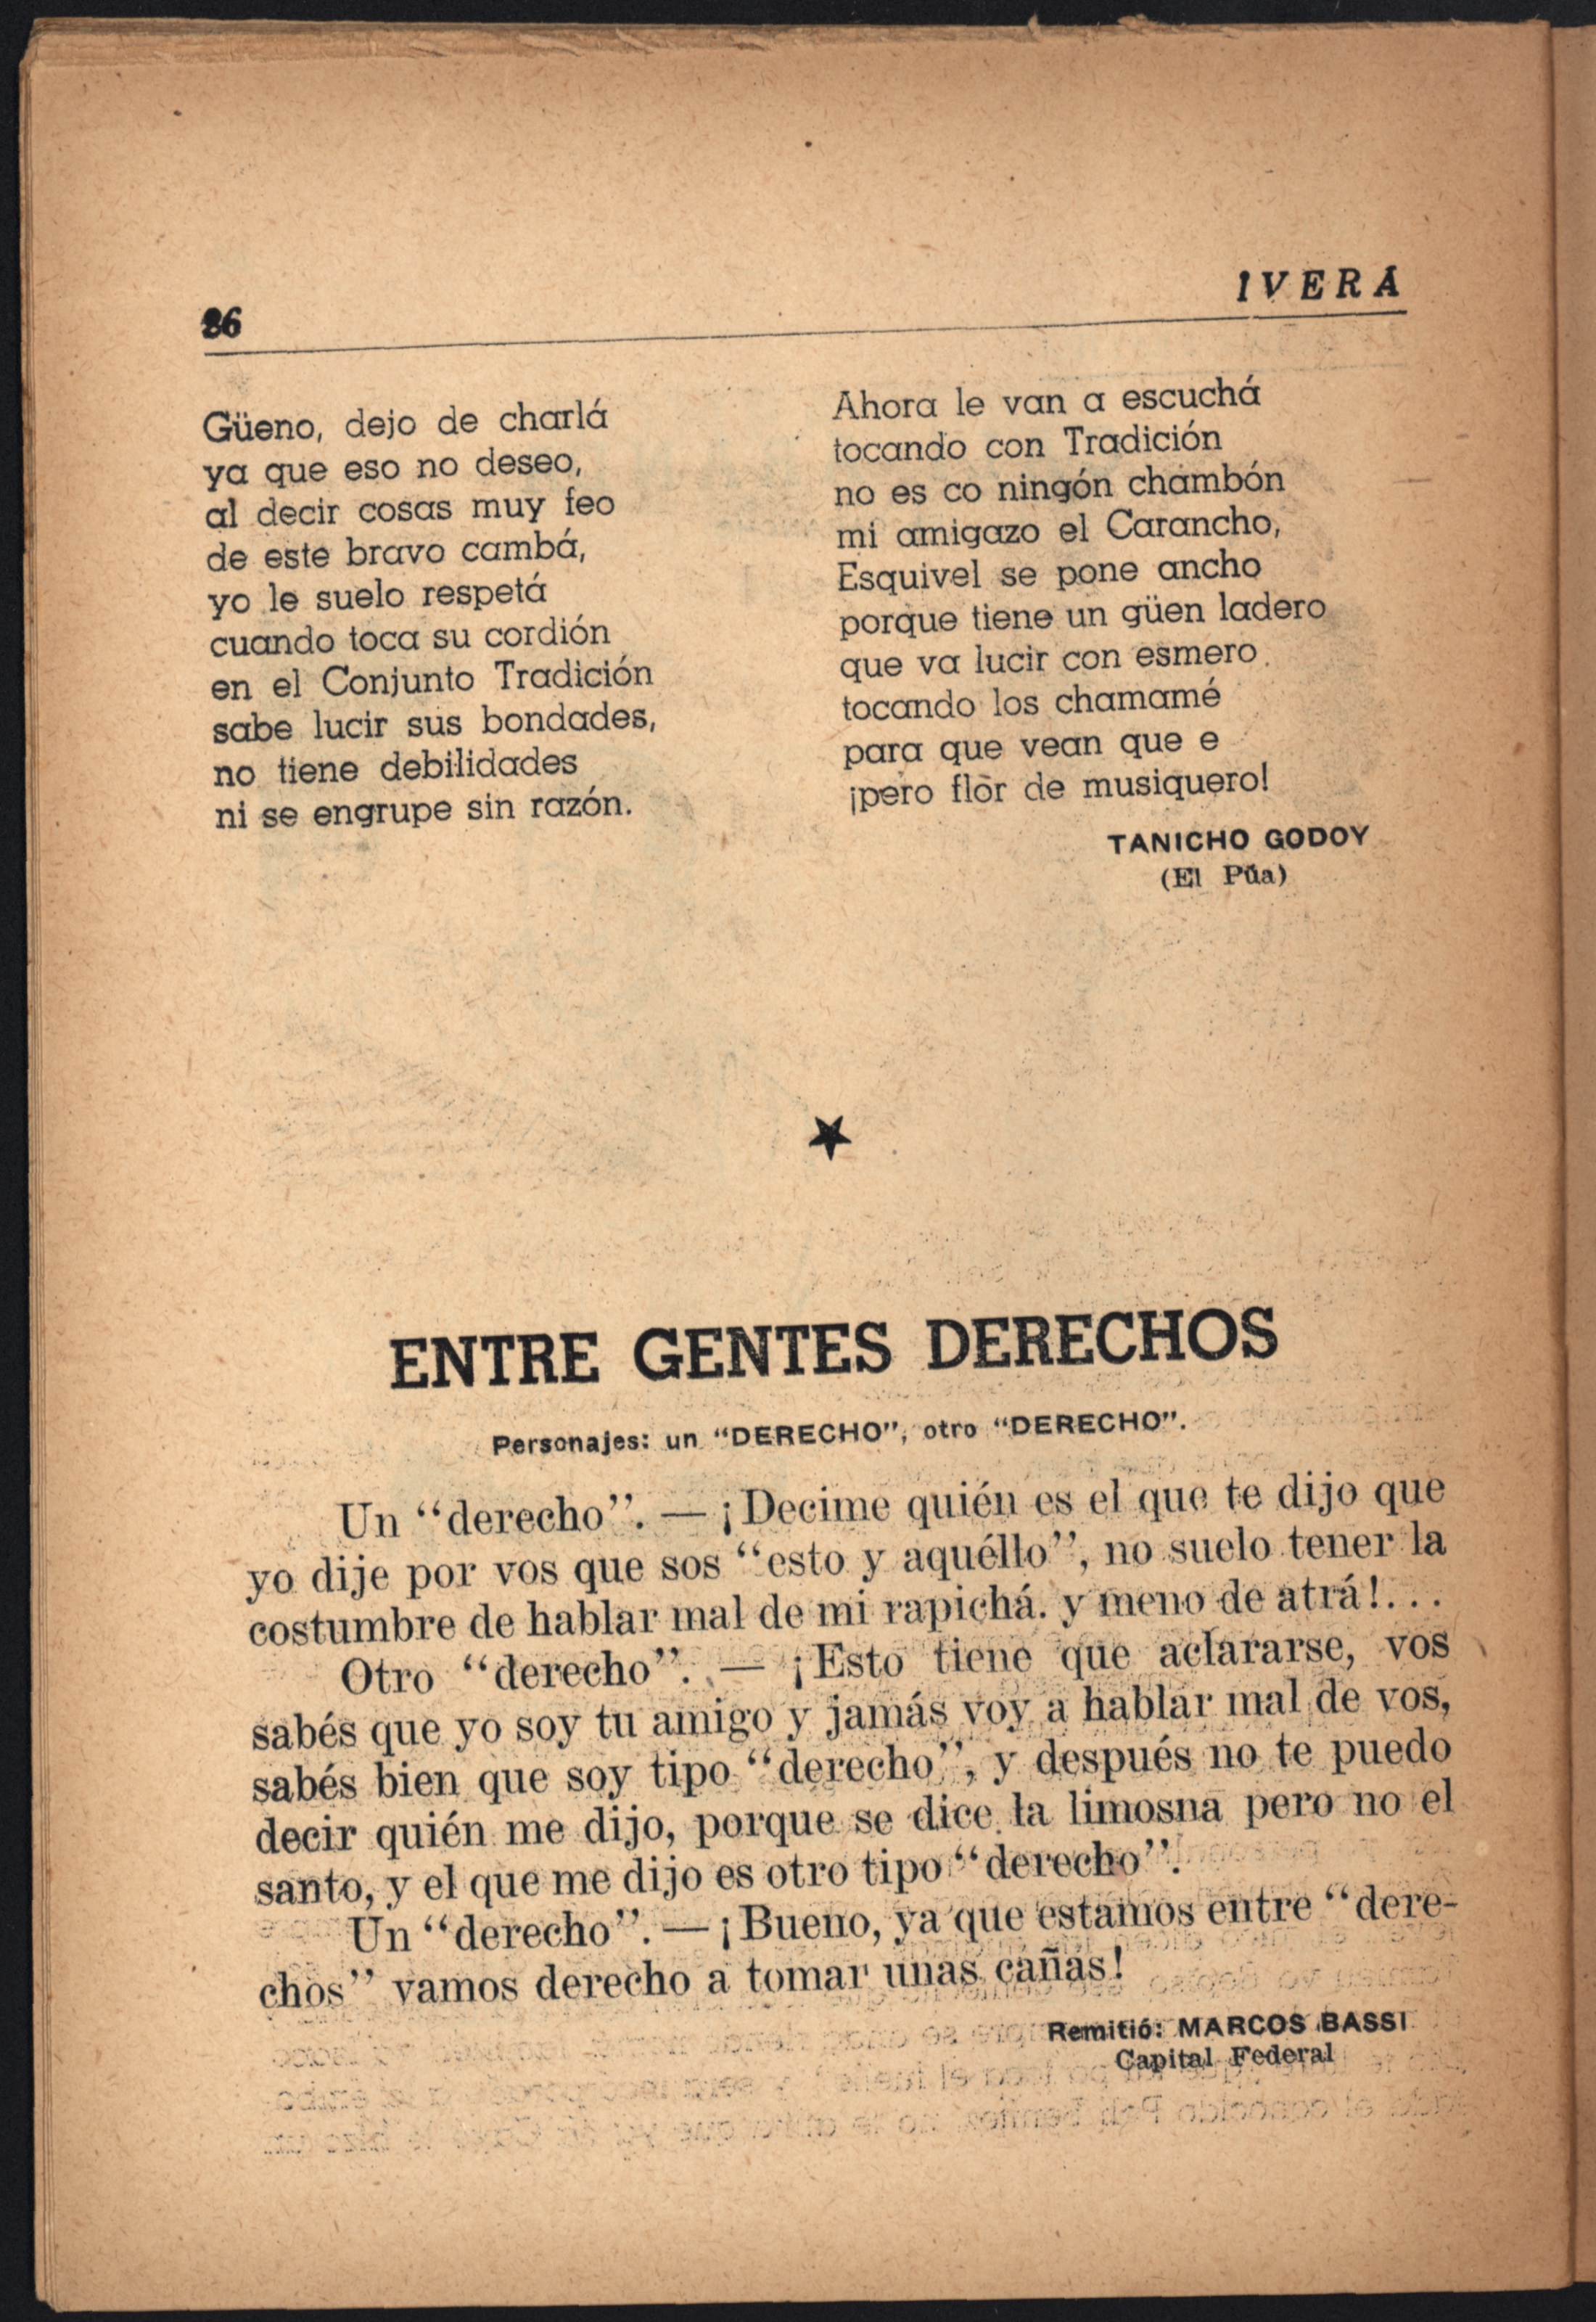 86
IVERÁ
Güeno, dejo de charlá
ya que eso no deseo,
al decir cosas muy feo
de este bravo cambá,
yo le suelo respetá
cuando toca su cordión
en el Conjunto Tradición
sabe lucir sus bondades,
no tiene debilidades
ni se engrupe sin razón.
Ahora le van a escuchá
tocando con Tradición
no es co ningón chambón
mi amigazo el Carancho,
Esquivel se pone ancho
porque tiene un güen ladero
que va lucir con esmero
tocando los chamamé
para que vean que e
¡pero flor de musiquero!
TANICHO GODOY
(El Púa)
ENTRE GENTES DERECHOS
Personajes: un "DERECHO", otro "DERECHO".
Un "derecho". — ¡Decime quién es el que te dijo que
yo dije por vos que sos "esto y aquéllo", no suelo tener la
costumbre de hablar mal de mi rapichá. y meno de atrá!...
Otro "derecho". — ¡Esto tiene que aclararse, vos
sabés que yo soy tu amigo y jamás voy a hablar mal de vos,
sabés bien que soy tipo "derecho", y después no te puedo
decir quién me dijo, porque se dice la limosna pero no el
santo, y el que me dijo es otro tipo "derecho".
Un "derecho". — ¡Bueno, ya que estamos entre "dere-
chos" vamos derecho a tomar unas cañas!
Remitió: MARCOS BASSI
Capital Federal